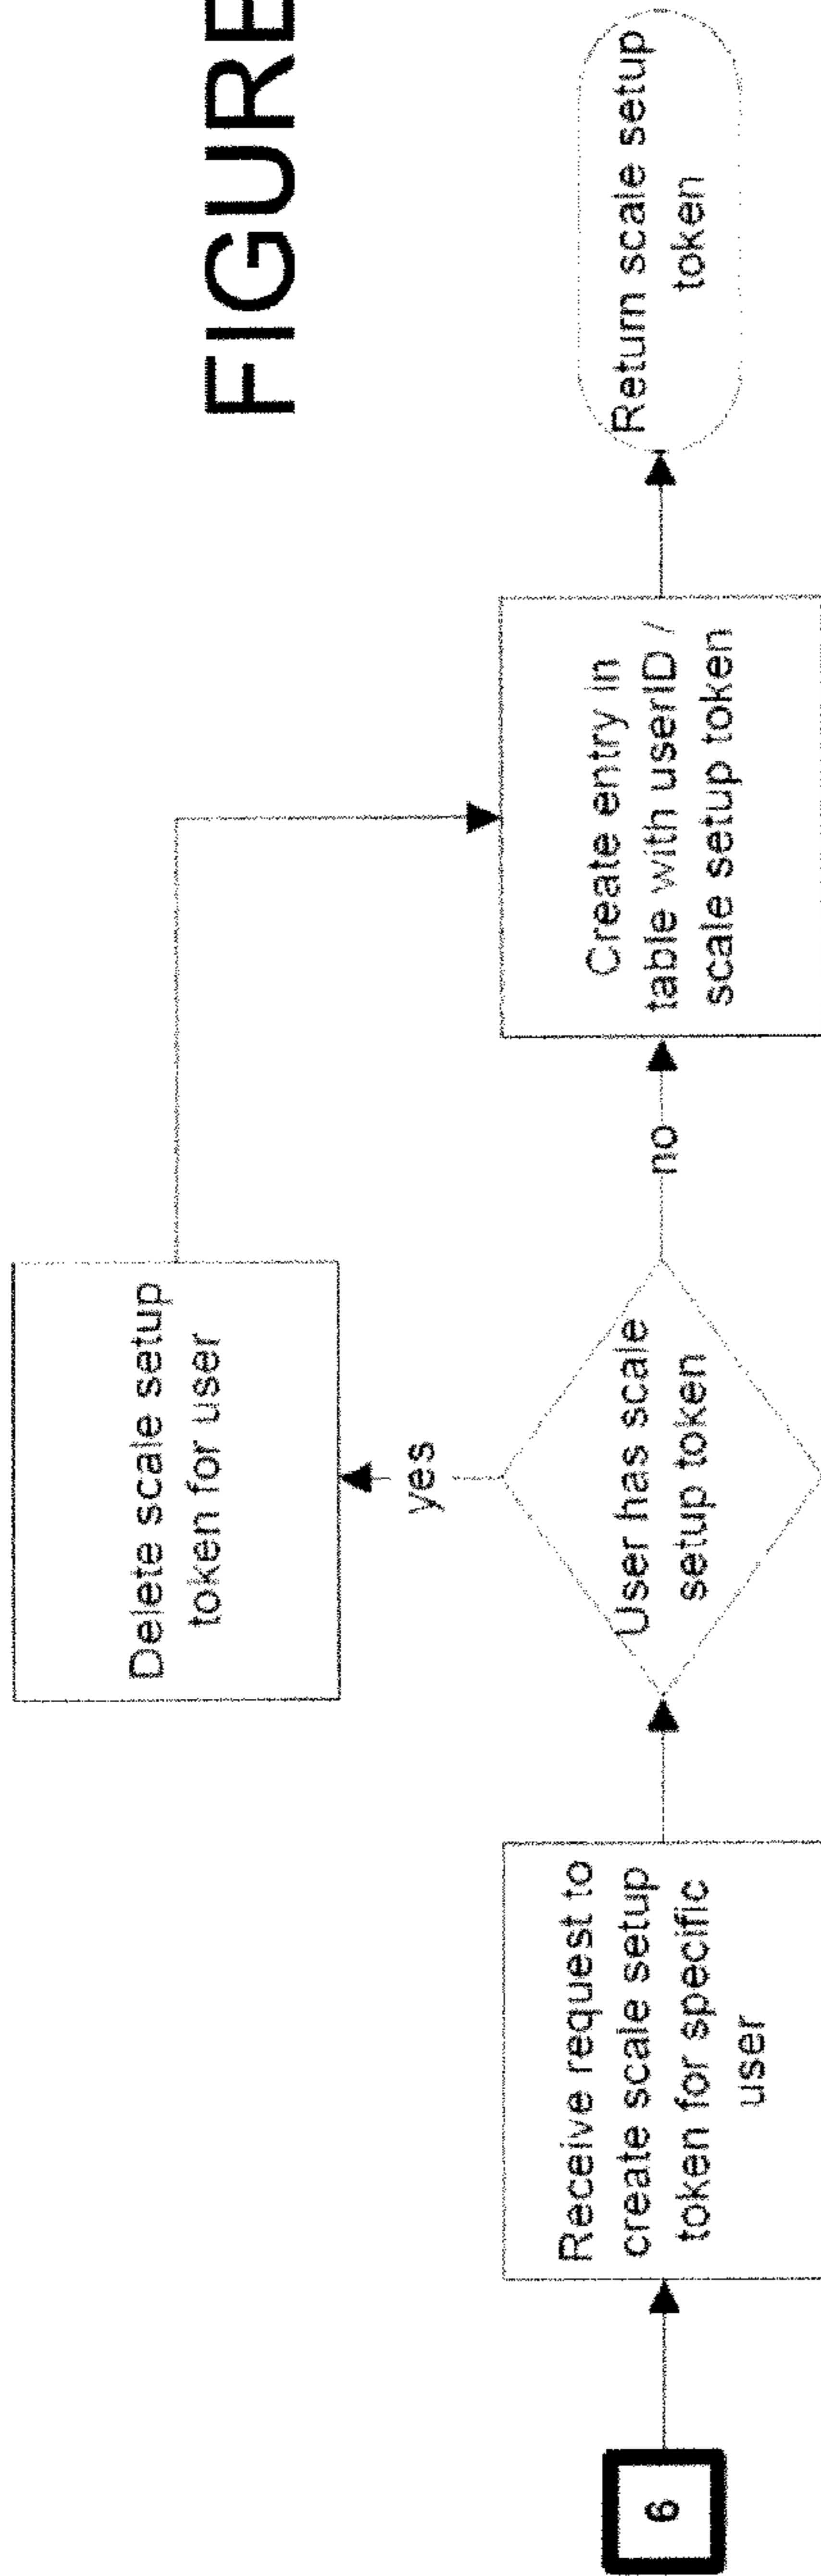 FIGURE
6
Receive request to
create scale setup
token for specific
user
User has scale
setup token
yes
no
Delete scale setup
token for user
Create entry in
table with userID /
scale setup token
Return scale setup
token